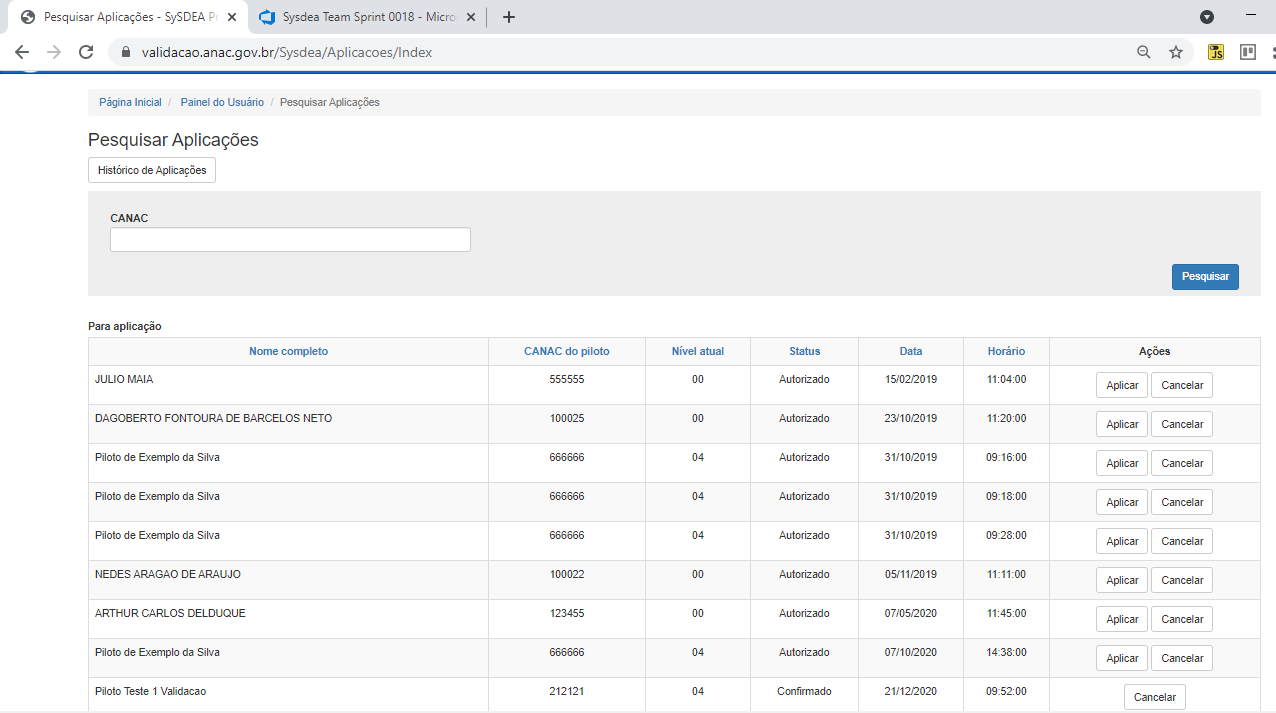 Pesquisar Aplicações - SySDEA P
Sysdea Team Sprint 0018 - Micro
validacao.anac.gov.br/Sysdea/Aplicacoes/Index
JS
Página Inicial / Painel do Usuário / Pesquisar Aplicações
Pesquisar Aplicações
Histórico de Aplicações
CANAC
Pesquisar
Para aplicação
Nome completo CANAC do piloto Nível atual Status Data Horário Ações
JULIO MAIA 555555 00 Autorizado 15/02/2019 11:04:00 Aplicar Cancelar
DAGOBERTO FONTOURA DE BARCELOS NETO 100025 00 Autorizado 23/10/2019 11:20:00 Aplicar Cancelar
Piloto de Exemplo da Silva 666666 04 Autorizado 31/10/2019 09:16:00 Aplicar Cancelar
Piloto de Exemplo da Silva 666666 04 Autorizado 31/10/2019 09:18:00 Aplicar Cancelar
Piloto de Exemplo da Silva 666666 04 Autorizado 31/10/2019 09:28:00 Aplicar Cancelar
NEDES ARAGAO DE ARAUJO 100022 00 Autorizado 05/11/2019 11:11:00 Aplicar Cancelar
ARTHUR CARLOS DELDUQUE 123455 00 Autorizado 07/05/2020 11:45:00 Aplicar Cancelar
Piloto de Exemplo da Silva 666666 04 Autorizado 07/10/2020 14:38:00 Aplicar Cancelar
Piloto Teste 1 Validacao 212121 04 Confirmado 21/12/2020 09:52:00 Cancelar